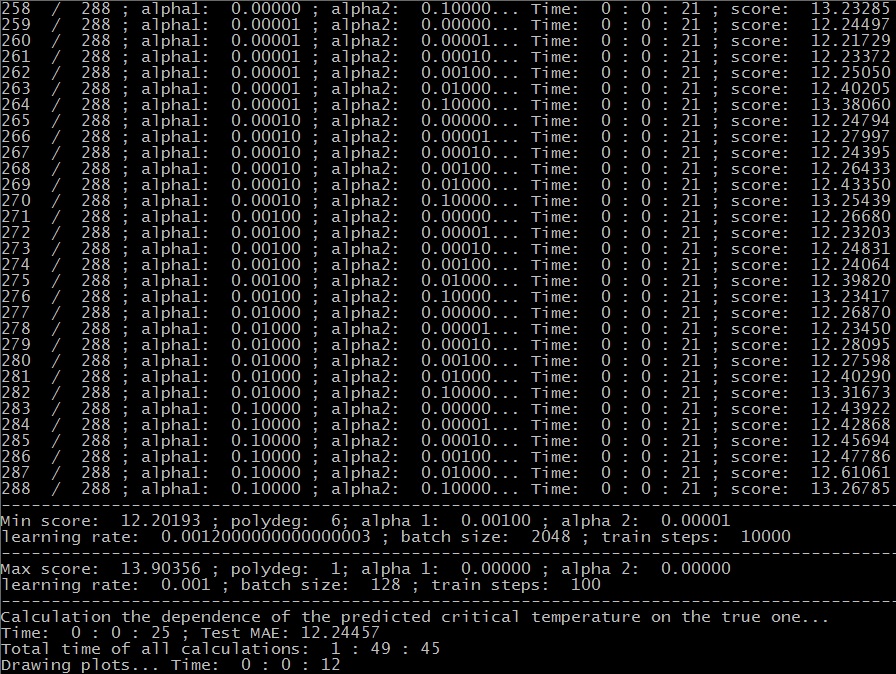 258 / 288 ; alpha1: 0.00000 ; alpha2: 0.10000... Time: 0 : 0 : 21 ; score: 13.23285
259 / 288 ; alpha1: 0.00001 ; alpha2: 0.00000... Time: 0 : 0 : 21 ; score: 12.24497
260 / 288 ; alpha1: 0.00001 ; alpha2: 0.00001... Time: 0 : 0 : 21 ; score: 12.21729
261 / 288 ; alpha1: 0.00001 ; alpha2: 0.00010... Time: 0 : 0 : 21 ; score: 12.23372
262 / 288 ; alpha1: 0.00001 ; alpha2: 0.00100... Time: 0 : 0 : 21 ; score: 12.25050
263 / 288 ; alpha1: 0.00001 ; alpha2: 0.01000... Time: 0 : 0 : 21 ; score: 12.40205
264 / 288 ; alpha1: 0.00001 ; alpha2: 0.10000... Time: 0 : 0 : 21 ; score: 13.38060
265 / 288 ; alpha1: 0.00010 ; alpha2: 0.00000... Time: 0 : 0 : 21 ; score: 12.24794
266 / 288 ; alpha1: 0.00010 ; alpha2: 0.00001... Time: 0 : 0 : 21 ; score: 12.27997
267 / 288 ; alpha1: 0.00010 ; alpha2: 0.00010... Time: 0 : 0 : 21 ; score: 12.24395
268 / 288 ; alpha1: 0.00010 ; alpha2: 0.00100... Time: 0 : 0 : 21 ; score: 12.26433
269 / 288 ; alpha1: 0.00010 ; alpha2: 0.01000... Time: 0 : 0 : 21 ; score: 12.43350
270 / 288 ; alpha1: 0.00010 ; alpha2: 0.10000... Time: 0 : 0 : 21 ; score: 13.25439
271 / 288 ; alpha1: 0.00100 ; alpha2: 0.00000... Time: 0 : 0 : 21 ; score: 12.26680
272 / 288 ; alpha1: 0.00100 ; alpha2: 0.00001... Time: 0 : 0 : 21 ; score: 12.23203
273 / 288 ; alpha1: 0.00100 ; alpha2: 0.00010... Time: 0 : 0 : 21 ; score: 12.24831
274 / 288 ; alpha1: 0.00100 ; alpha2: 0.00100... Time: 0 : 0 : 21 ; score: 12.24064
275 / 288 ; alpha1: 0.00100 ; alpha2: 0.01000... Time: 0 : 0 : 21 ; score: 12.39820
276 / 288 ; alpha1: 0.00100 ; alpha2: 0.10000... Time: 0 : 0 : 21 ; score: 13.23417
277 / 288 ; alpha1: 0.01000 ; alpha2: 0.00000... Time: 0 : 0 : 21 ; score: 12.26870
278 / 288 ; alpha1: 0.01000 ; alpha2: 0.00001... Time: 0 : 0 : 21 ; score: 12.23450
279 / 288 ; alpha1: 0.01000 ; alpha2: 0.00010... Time: 0 : 0 : 21 ; score: 12.28095
280 / 288 ; alpha1: 0.01000 ; alpha2: 0.00100... Time: 0 : 0 : 21 ; score: 12.27598
281 / 288 ; alpha1: 0.01000 ; alpha2: 0.01000... Time: 0 : 0 : 21 ; score: 12.40290
282 / 288 ; alpha1: 0.01000 ; alpha2: 0.10000... Time: 0 : 0 : 21 ; score: 13.31673
283 / 288 ; alpha1: 0.10000 ; alpha2: 0.00000... Time: 0 : 0 : 21 ; score: 12.43922
284 / 288 ; alpha1: 0.10000 ; alpha2: 0.00001... Time: 0 : 0 : 21 ; score: 12.42868
285 / 288 ; alpha1: 0.10000 ; alpha2: 0.00010... Time: 0 : 0 : 21 ; score: 12.45694
286 / 288 ; alpha1: 0.10000 ; alpha2: 0.00100... Time: 0 : 0 : 21 ; score: 12.47786
287 / 288 ; alpha1: 0.10000 ; alpha2: 0.01000... Time: 0 : 0 : 21 ; score: 12.61061
288 / 288 ; alpha1: 0.10000 ; alpha2: 0.10000... Time: 0 : 0 : 21 ; score: 13.26785
Min score: 12.20193 ; polydeg: 6; alpha 1: 0.00100 ; alpha 2: 0.00001
learning rate: 0.0012000000000000003 ; batch size: 2048 ; train steps: 10000
Max score: 13.90356 ; polydeg: 1; alpha 1: 0.00000 ; alpha 2: 0.00000
learning rate: 0.001 ; batch size: 128 ; train steps: 100
Calculation the dependence of the predicted critical temperature on the true one...
Time: 0 : 0 : 25 ; Test MAE: 12.24457
Total time of all calculations: 1 : 49 : 45
Drawing plots... Time: 0 : 0 : 12